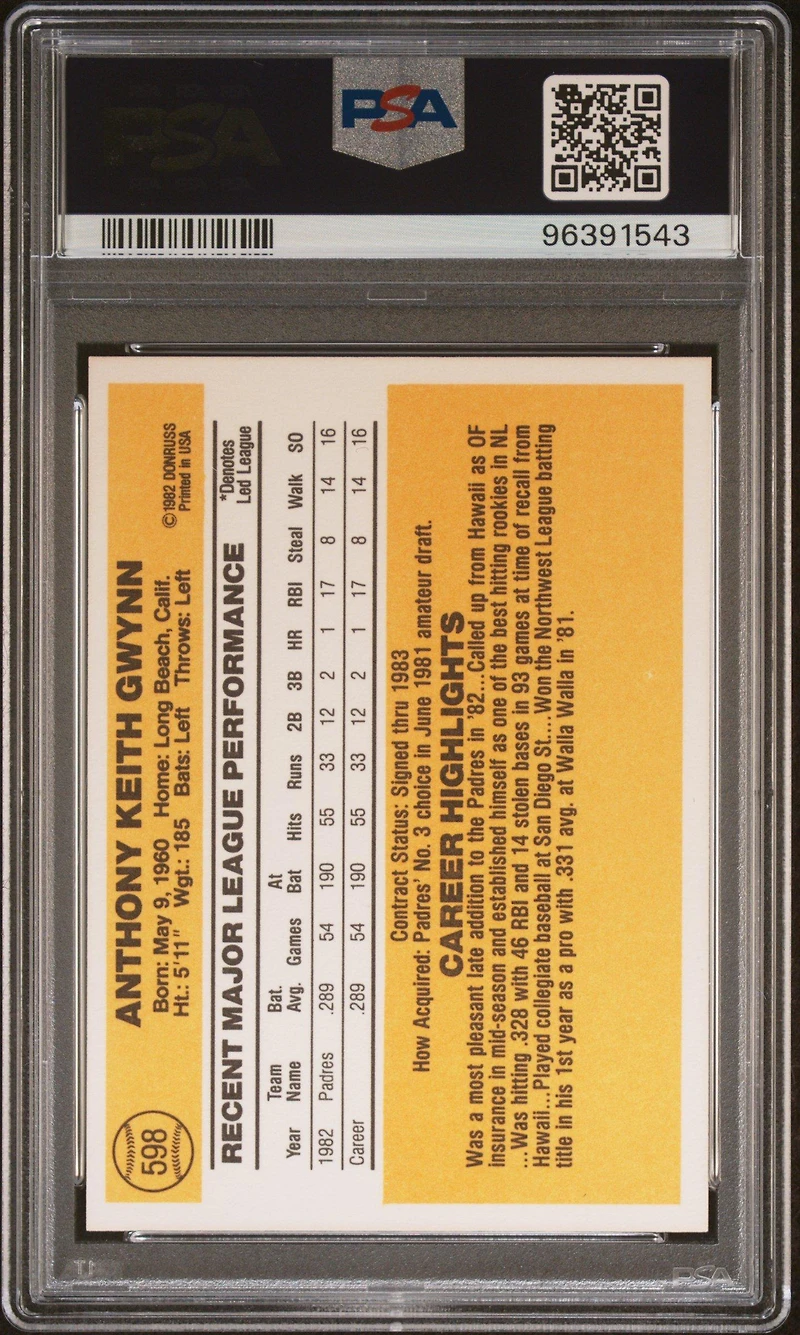 PSA
PSA
96391543
598
ANTHONY KEITH GWYNN
Born: May 9, 1960 Home: Long Beach, Calif.
Ht.: 5'11" Wgt.: 185 Bats: Left Throws: Left
©1982 DONRUSS
Printed in USA
RECENT MAJOR LEAGUE PERFORMANCE
*Denotes
Led League
Year Team Name Bat. Avg. Games At Bat Hits Runs 2B 3B HR RBI Steal Walk SO
1982 Padres .289 54 190 55 33 12 2 1 17 8 14 16
Career .289 54 190 55 33 12 2 1 17 8 14 16
Contract Status: Signed thru 1983
How Acquired: Padres' No. 3 choice in June 1981 amateur draft.
CAREER HIGHLIGHTS
Was a most pleasant late addition to the Padres in '82...Called up from Hawaii as OF
insurance in mid-season and established himself as one of the best hitting rookies in NL
...Was hitting .328 with 46 RBI and 14 stolen bases in 93 games at time of recall from
Hawaii...Played collegiate baseball at San Diego St....Won the Northwest League batting
title in his 1st year as a pro with .331 avg. at Walla Walla in '81.
PSA